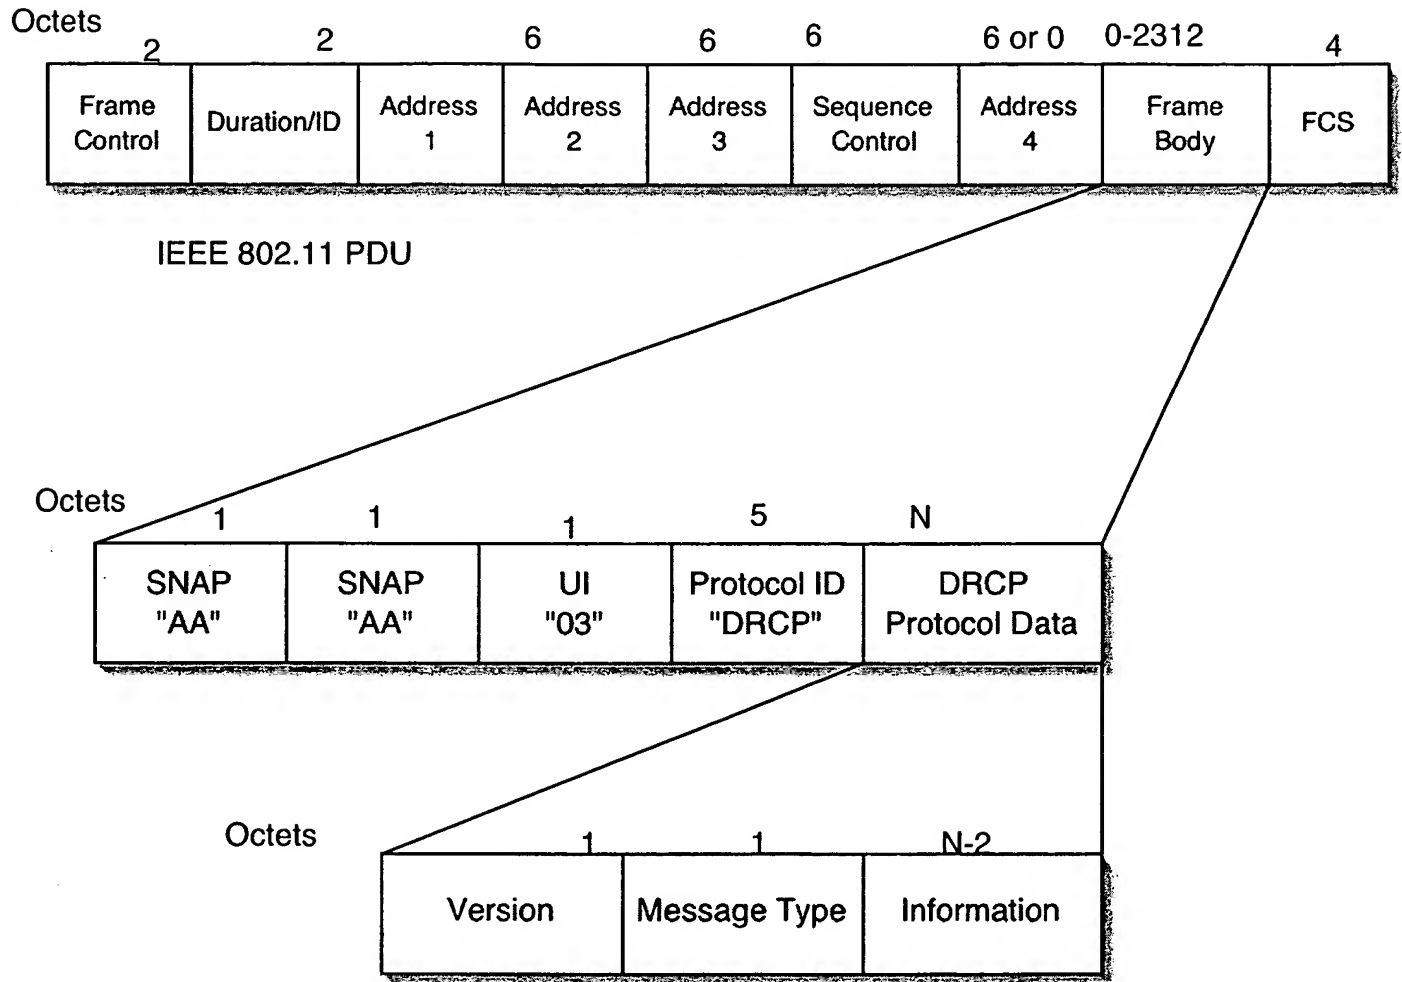 Octets
2 2 6 6 6 6 or 0 0-2312 4
Frame Control
Duration/ID
Address 1
Address 2
Address 3
Sequence Control
Address 4
Frame Body
FCS
IEEE 802.11 PDU
Octets
1 1 1 5 N
SNAP "AA"
SNAP "AA"
UI "03"
Protocol ID "DRCP"
DRCP Protocol Data
Octets
1 1 N-2
Version
Message Type
Information